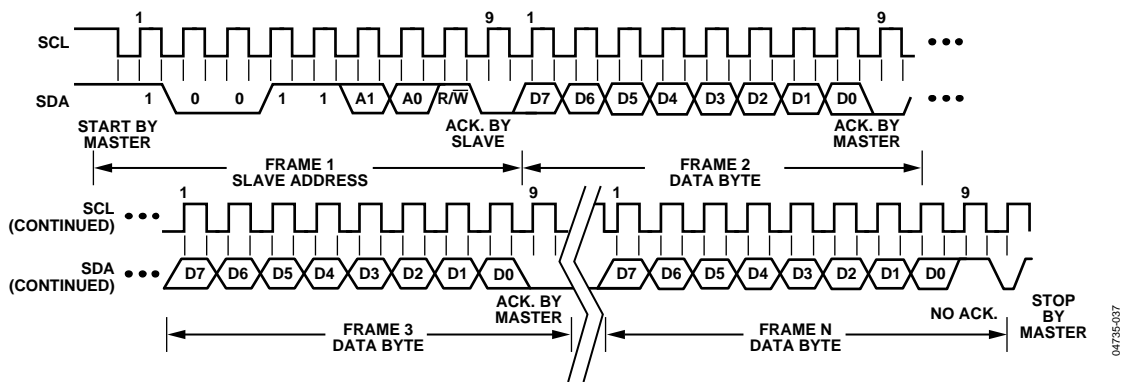 1 9 1 9
SCL
SDA 1 0 0 1 1 A1 A0 R/W̅ D7 D6 D5 D4 D3 D2 D1 D0
START BY MASTER
ACK. BY SLAVE
ACK. BY MASTER
FRAME 1
SLAVE ADDRESS
FRAME 2
DATA BYTE
1 9 1 9
SCL
(CONTINUED)
SDA
(CONTINUED)
D7 D6 D5 D4 D3 D2 D1 D0 D7 D6 D5 D4 D3 D2 D1 D0
ACK. BY
MASTER
NO ACK.
STOP
BY
MASTER
FRAME 3
DATA BYTE
FRAME N
DATA BYTE
04735-037